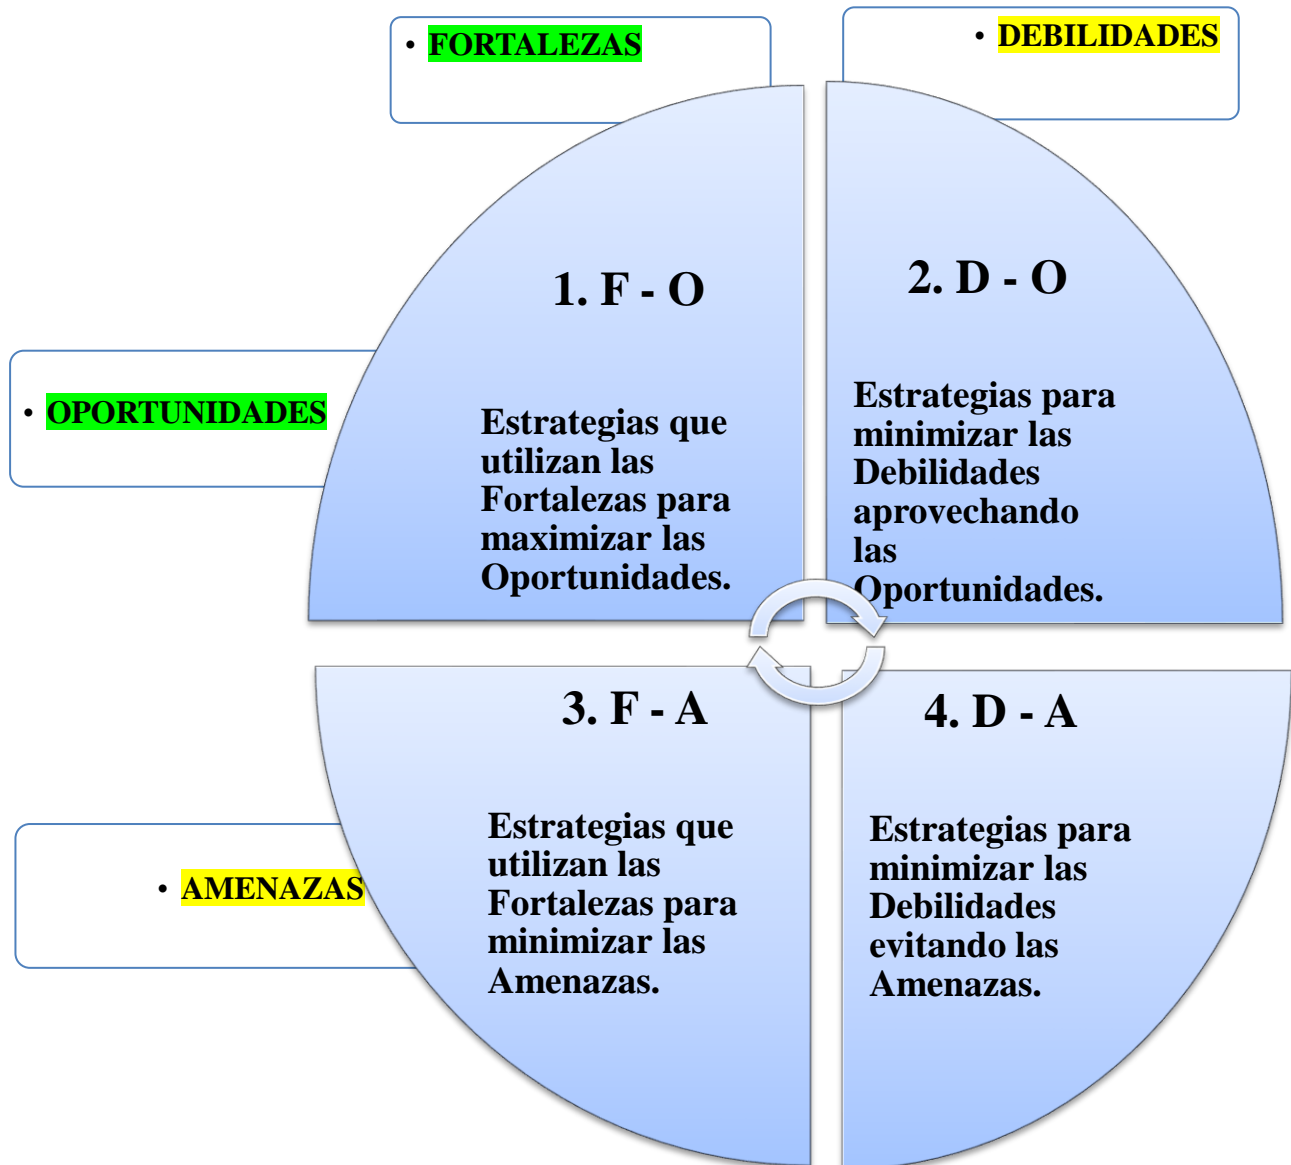 • FORTALEZAS
• DEBILIDADES
1. F - O
Estrategias que
utilizan las
Fortalezas para
maximizar las
Oportunidades.
2. D - O
Estrategias para
minimizar las
Debilidades
aprovechando
las
Oportunidades.
• OPORTUNIDADES
3. F - A
Estrategias que
utilizan las
Fortalezas para
minimizar las
Amenazas.
4. D - A
Estrategias para
minimizar las
Debilidades
evitando las
Amenazas.
• AMENAZAS